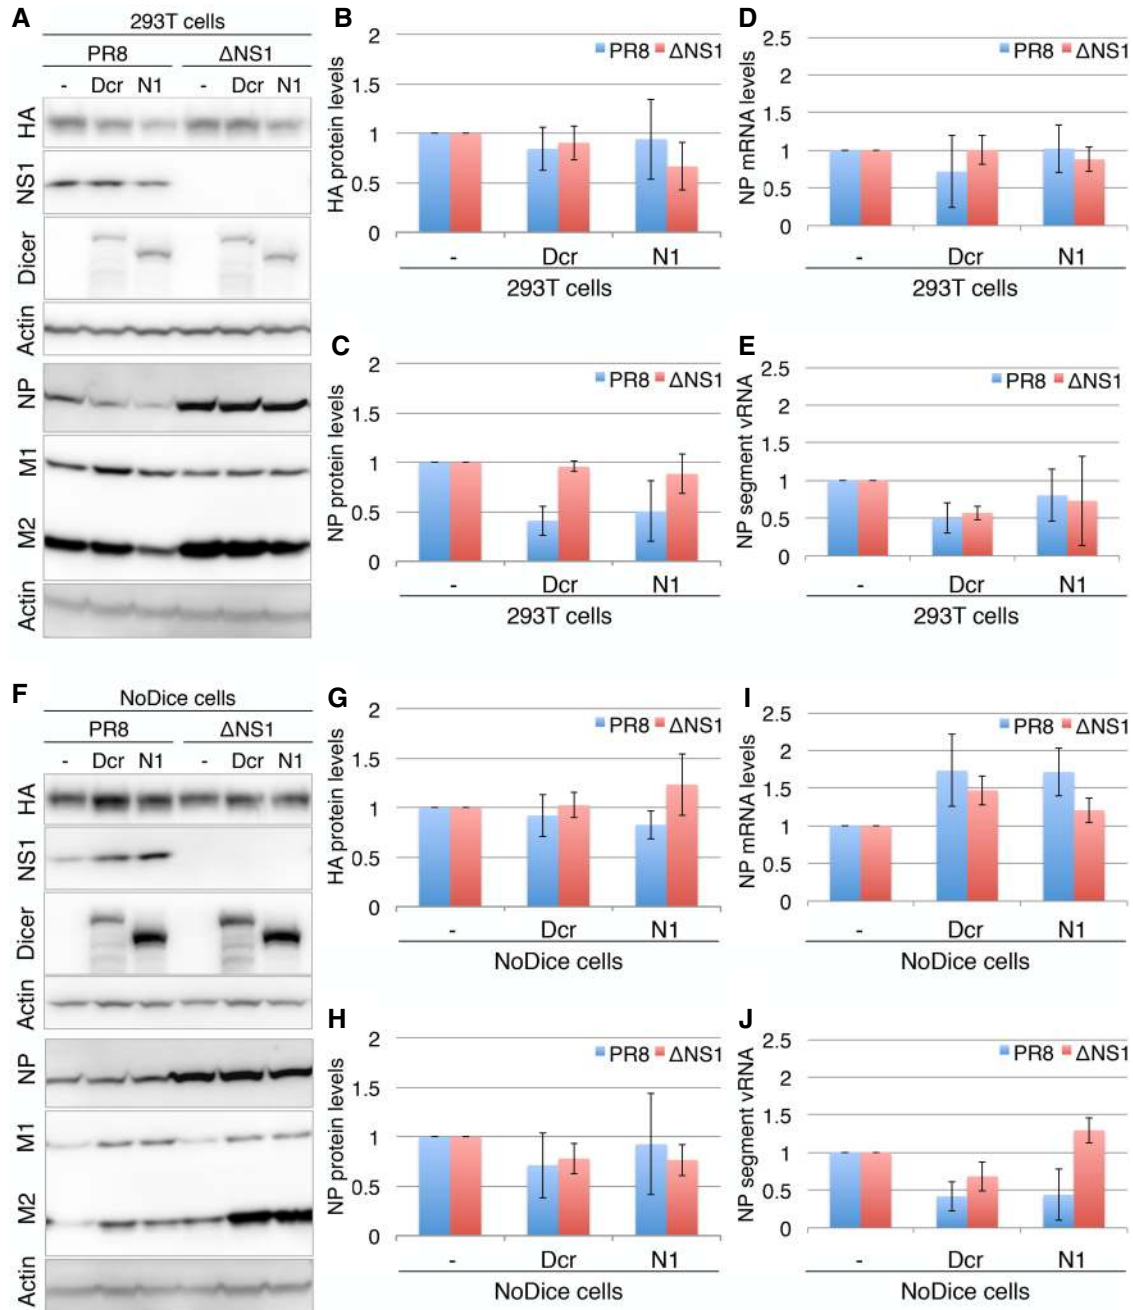 A
293T cells
PR8 ΔNS1
- Dcr N1 - Dcr N1
HA
NS1
Dicer
Actin
NP
M1
M2
Actin
B
HA protein levels
2
1.5
1
0.5
0
PR8 ΔNS1
- Dcr N1
293T cells
C
NP protein levels
2
1.5
1
0.5
0
PR8 ΔNS1
- Dcr N1
293T cells
D
NP mRNA levels
2.5
2
1.5
1
0.5
0
PR8 ΔNS1
- Dcr N1
293T cells
E
NP segment vRNA
2.5
2
1.5
1
0.5
0
PR8 ΔNS1
- Dcr N1
293T cells
F
NoDice cells
PR8 ΔNS1
- Dcr N1 - Dcr N1
HA
NS1
Dicer
Actin
NP
M1
M2
Actin
G
HA protein levels
2
1.5
1
0.5
0
PR8 ΔNS1
- Dcr N1
NoDice cells
H
NP protein levels
2
1.5
1
0.5
0
PR8 ΔNS1
- Dcr N1
NoDice cells
I
NP mRNA levels
2.5
2
1.5
1
0.5
0
PR8 ΔNS1
- Dcr N1
NoDice cells
J
NP segment vRNA
2.5
2
1.5
1
0.5
0
PR8 ΔNS1
- Dcr N1
NoDice cells